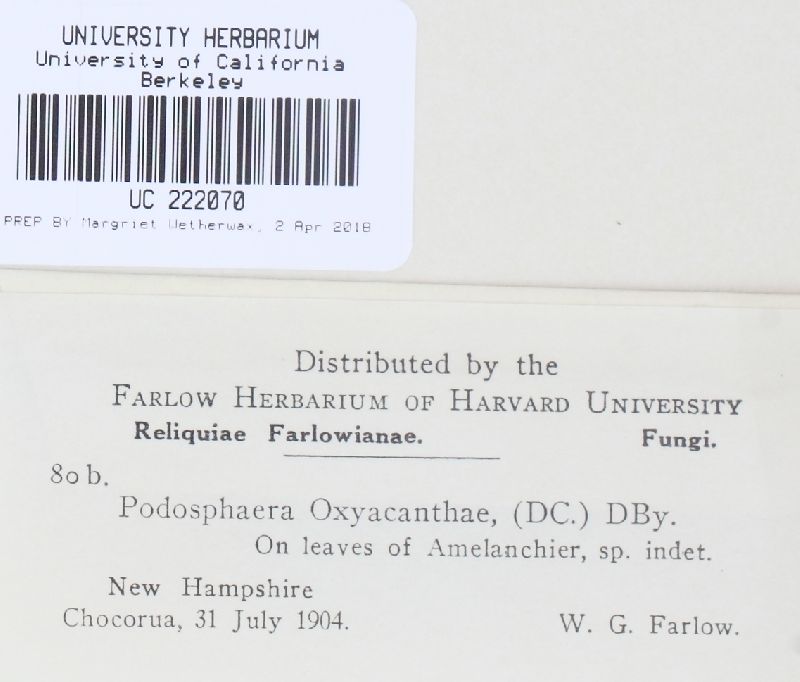 UNIVERSITY HERBARIUM
University of California
Berkeley
UC 222070
PREP BY Margriet Wetherwax, 2 Apr 2018
Distributed by the
FARLOW HERBARIUM OF HARVARD UNIVERSITY
Reliquiae Farlowianae. Fungi.
80 b.
Podosphaera Oxyacanthae, (DC.) DBy.
On leaves of Amelanchier, sp. indet.
New Hampshire
Chocorua, 31 July 1904. W. G. Farlow.